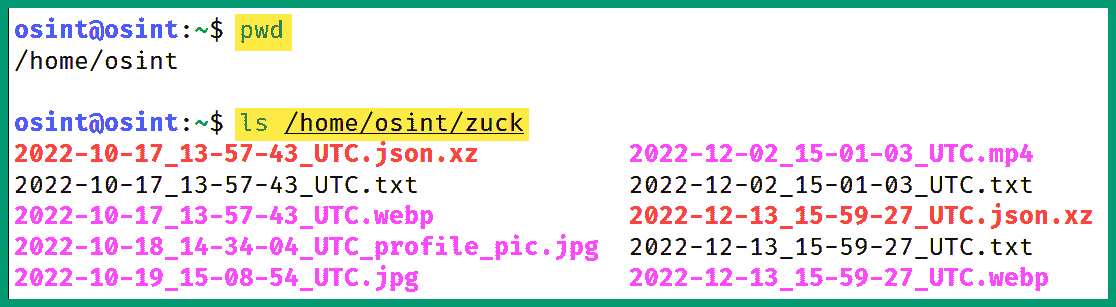 osint@osint:~$ pwd
/home/osint
osint@osint:~$ ls /home/osint/zuck
2022-10-17_13-57-43_UTC.json.xz 2022-12-02_15-01-03_UTC.mp4
2022-10-17_13-57-43_UTC.txt 2022-12-02_15-01-03_UTC.txt
2022-10-17_13-57-43_UTC.webp 2022-12-13_15-59-27_UTC.json.xz
2022-10-18_14-34-04_UTC_profile_pic.jpg 2022-12-13_15-59-27_UTC.txt
2022-10-19_15-08-54_UTC.jpg 2022-12-13_15-59-27_UTC.webp